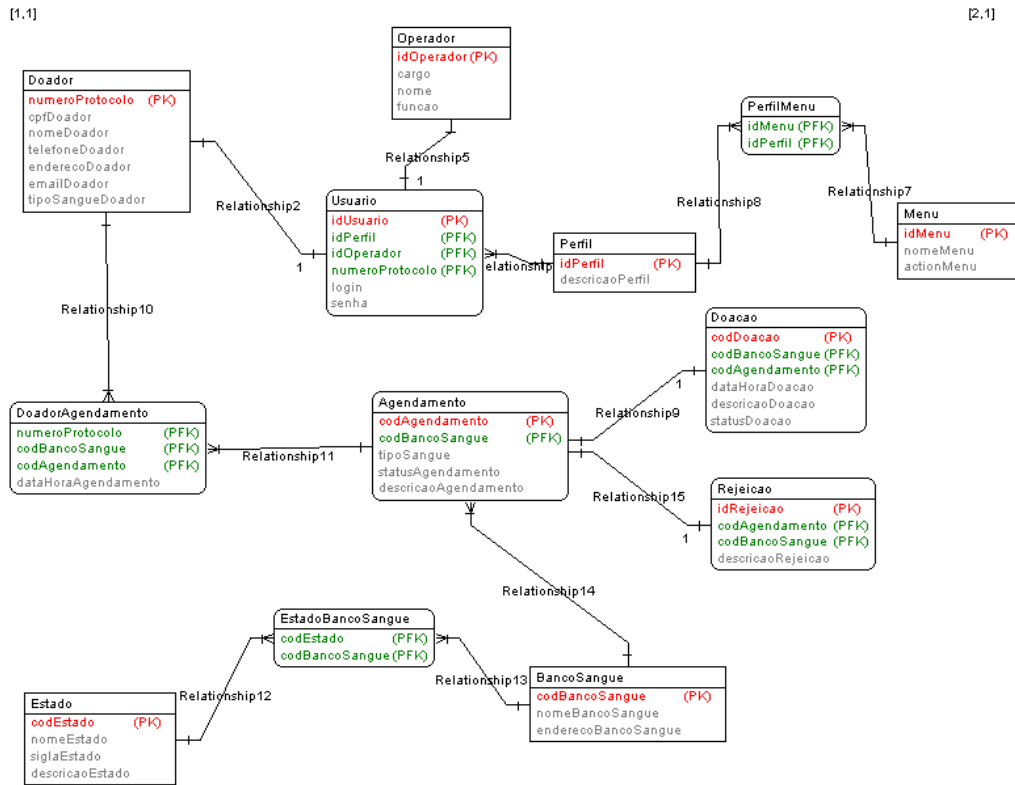 [1,1]
[2,1]
Operador
idOperador (PK)
cargo
nome
funcao
Doador
numeroProtocolo (PK)
cpfDoador
nomeDoador
telefoneDoador
enderecoDoador
emailDoador
tipoSangueDoador
PerfilMenu
idMenu (PFK)
idPerfil (PFK)
Relationship5
1
Relationship2
1
Usuario
idUsuario (PK)
idPerfil (PFK)
idOperador (PFK)
numeroProtocolo (PFK)
login
senha
Relationship8
Relationship7
Menu
idMenu (PK)
nomeMenu
actionMenu
Perfil
idPerfil (PK)
descricaoPerfil
elationship
Relationship10
Doacao
codDoacao (PK)
codBancoSangue (PFK)
codAgendamento (PFK)
dataHoraDoacao
descricaoDoacao
statusDoacao
1
Relationship9
DoadorAgendamento
numeroProtocolo (PFK)
codBancoSangue (PFK)
codAgendamento (PFK)
dataHoraAgendamento
Relationship11
Agendamento
codAgendamento (PK)
codBancoSangue (PFK)
tipoSangue
statusAgendamento
descricaoAgendamento
Relationship15
1
Rejeicao
idRejeicao (PK)
codAgendamento (PFK)
codBancoSangue (PFK)
descricaoRejeicao
Relationship14
EstadoBancoSangue
codEstado (PFK)
codBancoSangue (PFK)
Relationship12
Relationship13
BancoSangue
codBancoSangue (PK)
nomeBancoSangue
enderecoBancoSangue
Estado
codEstado (PK)
nomeEstado
siglaEstado
descricaoEstado